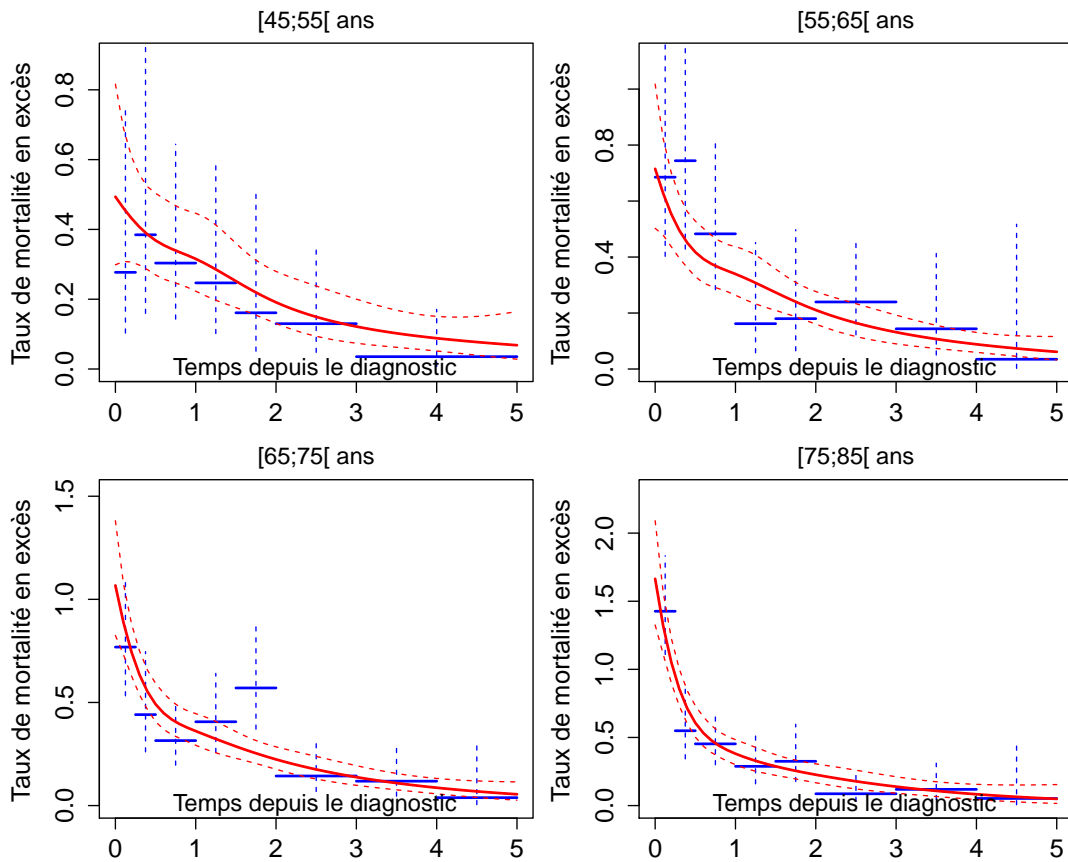 [45;55[ ans
Taux de mortalité en excès
0.0 0.2 0.4 0.6 0.8
Temps depuis le diagnostic
0 1 2 3 4 5
[55;65[ ans
Taux de mortalité en excès
0.0 0.4 0.8
Temps depuis le diagnostic
0 1 2 3 4 5
[65;75[ ans
Taux de mortalité en excès
0.0 0.5 1.0 1.5
Temps depuis le diagnostic
0 1 2 3 4 5
[75;85[ ans
Taux de mortalité en excès
0.0 0.5 1.0 1.5 2.0
Temps depuis le diagnostic
0 1 2 3 4 5